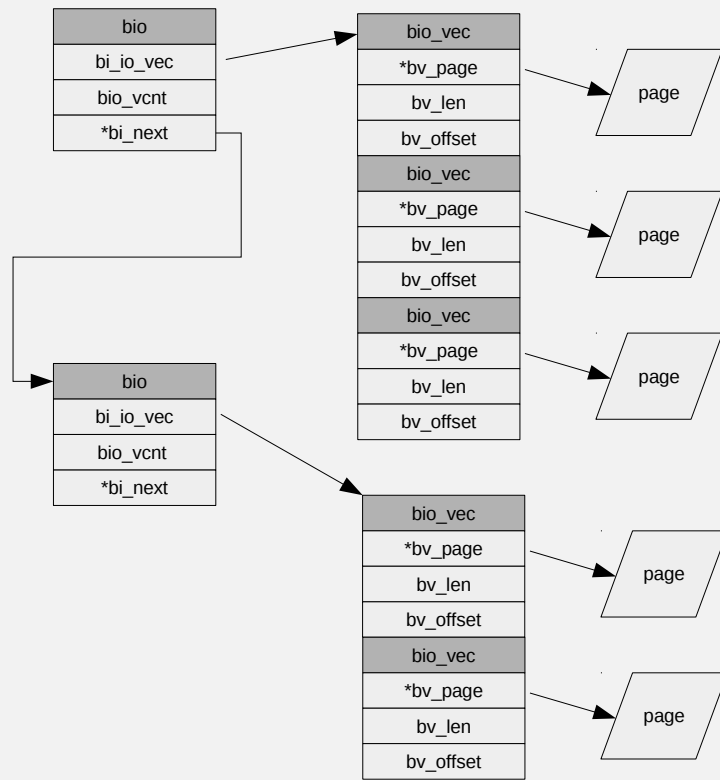 bio
bi_io_vec
bio_vcnt
*bi_next
bio_vec
*bv_page
bv_len
bv_offset
bio_vec
*bv_page
bv_len
bv_offset
bio_vec
*bv_page
bv_len
bv_offset
page
page
page
bio
bi_io_vec
bio_vcnt
*bi_next
bio_vec
*bv_page
bv_len
bv_offset
bio_vec
*bv_page
bv_len
bv_offset
page
page